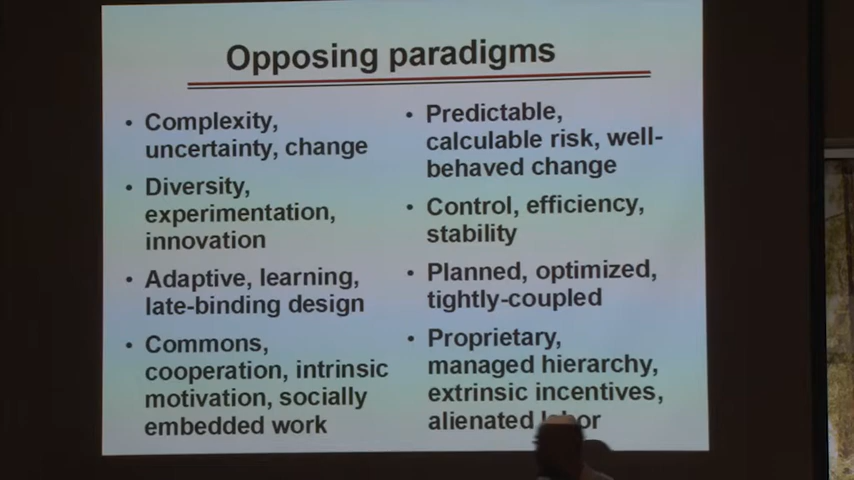 Opposing paradigms
• Complexity,
uncertainty, change
• Diversity,
experimentation,
innovation
• Adaptive, learning,
late-binding design
• Commons,
cooperation, intrinsic
motivation, socially
embedded work
• Predictable,
calculable risk, well-
behaved change
• Control, efficiency,
stability
• Planned, optimized,
tightly-coupled
• Proprietary,
managed hierarchy,
extrinsic incentives,
alienated labor